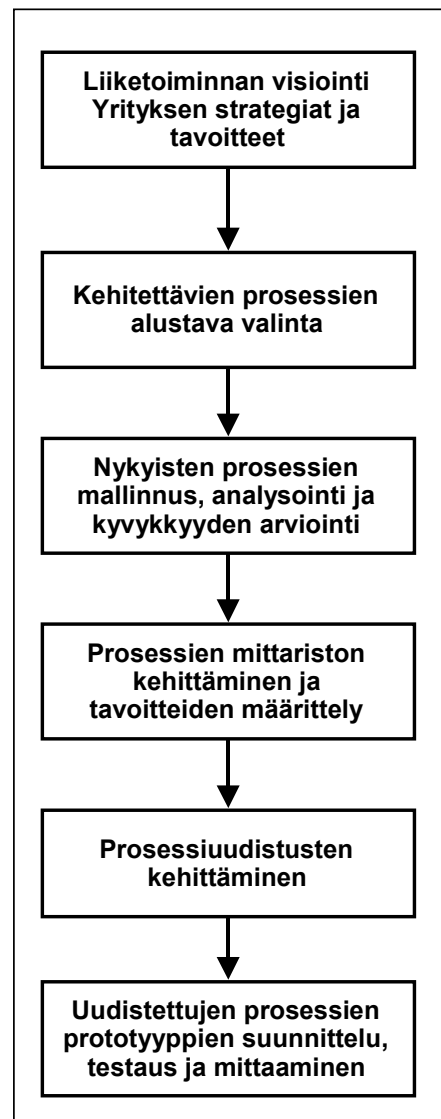 Liiketoiminnan visiointi
Yrityksen strategiat ja
tavoitteet
Kehitettävien prosessien
alustava valinta
Nykyisten prosessien
mallinnus, analysointi ja
kyvykkyyden arviointi
Prosessien mittariston
kehittäminen ja
tavoitteiden määrittely
Prosessiuudistusten
kehittäminen
Uudistettujen prosessien
prototyyppien suunnittelu,
testaus ja mittaaminen